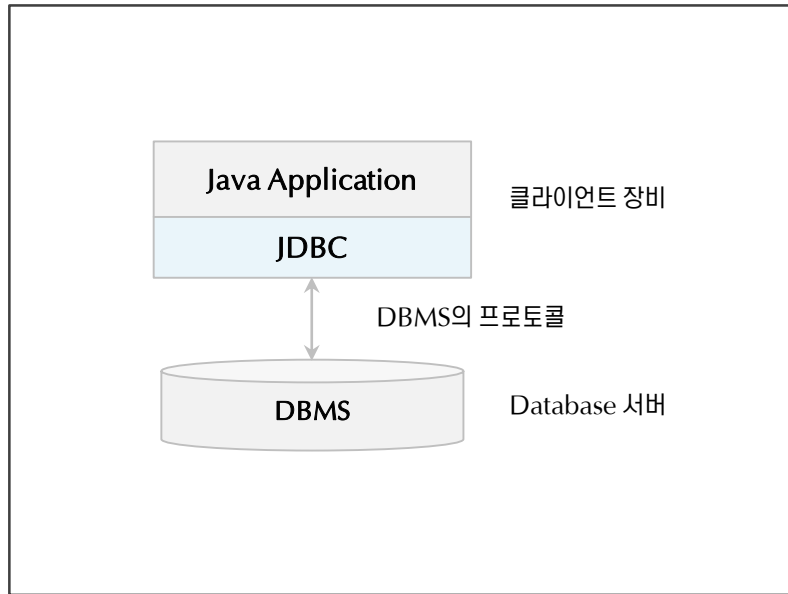 Java Application
클라이언트 장비
JDBC
DBMS의 프로토콜
DBMS
Database 서버